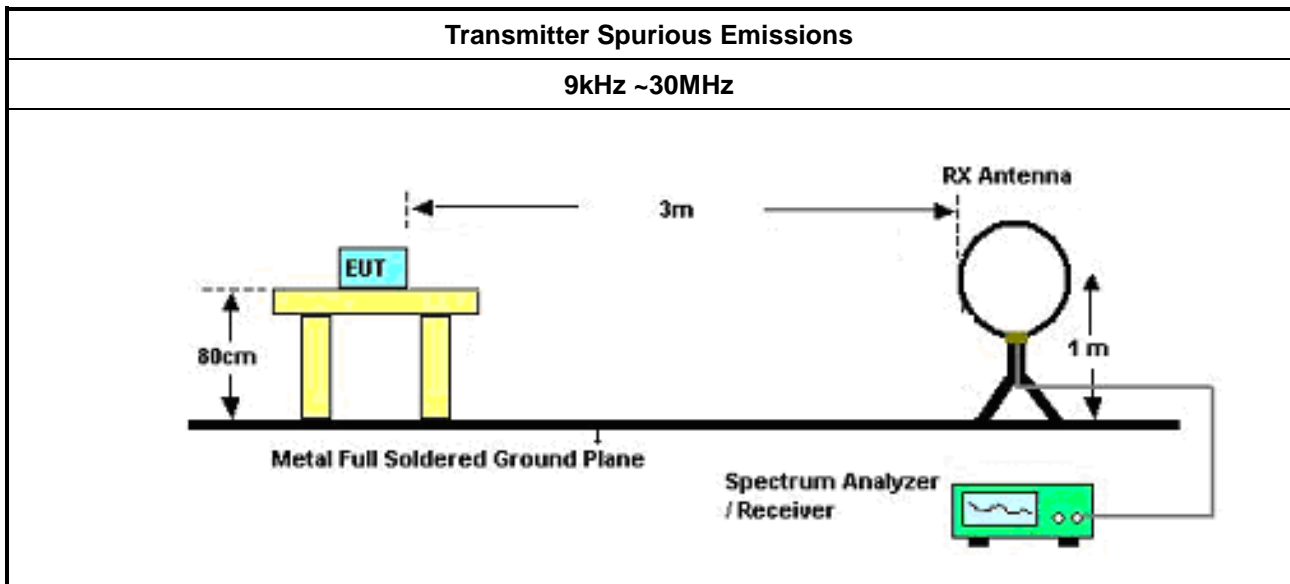 Transmitter Spurious Emissions
9kHz ~30MHz
RX Antenna
3m
EUT
80cm
1 m
Metal Full Soldered Ground Plane
Spectrum Analyzer
/ Receiver